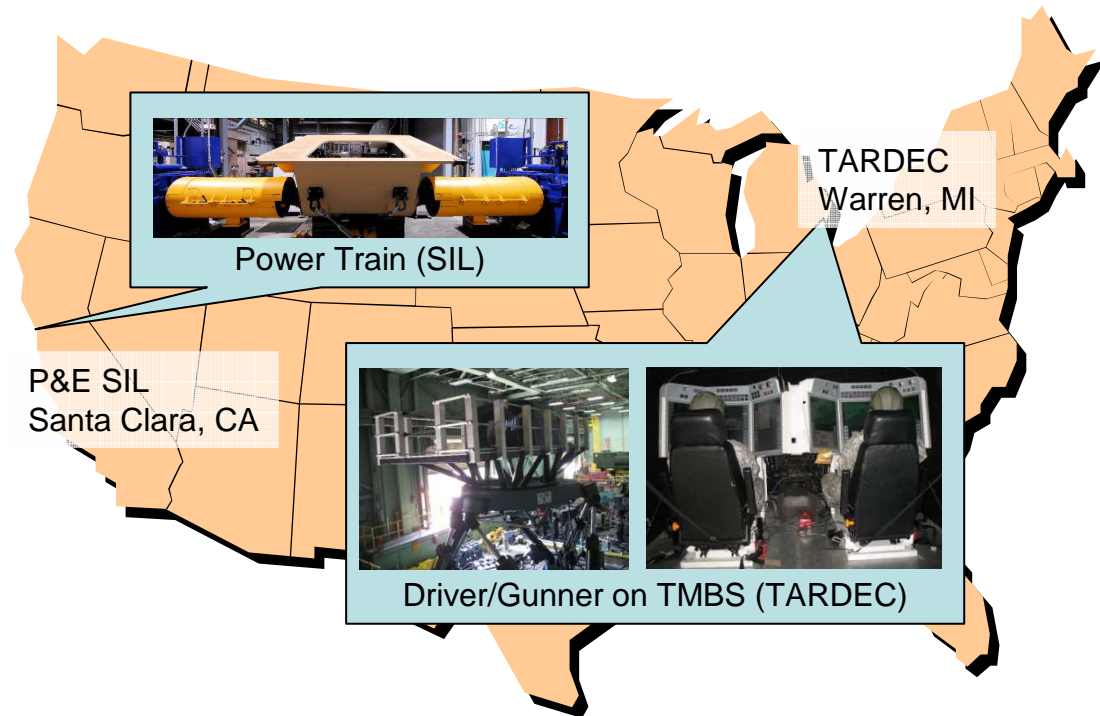 Power Train (SIL)
TARDEC
Warren, MI
P&E SIL
Santa Clara, CA
Driver/Gunner on TMBS (TARDEC)